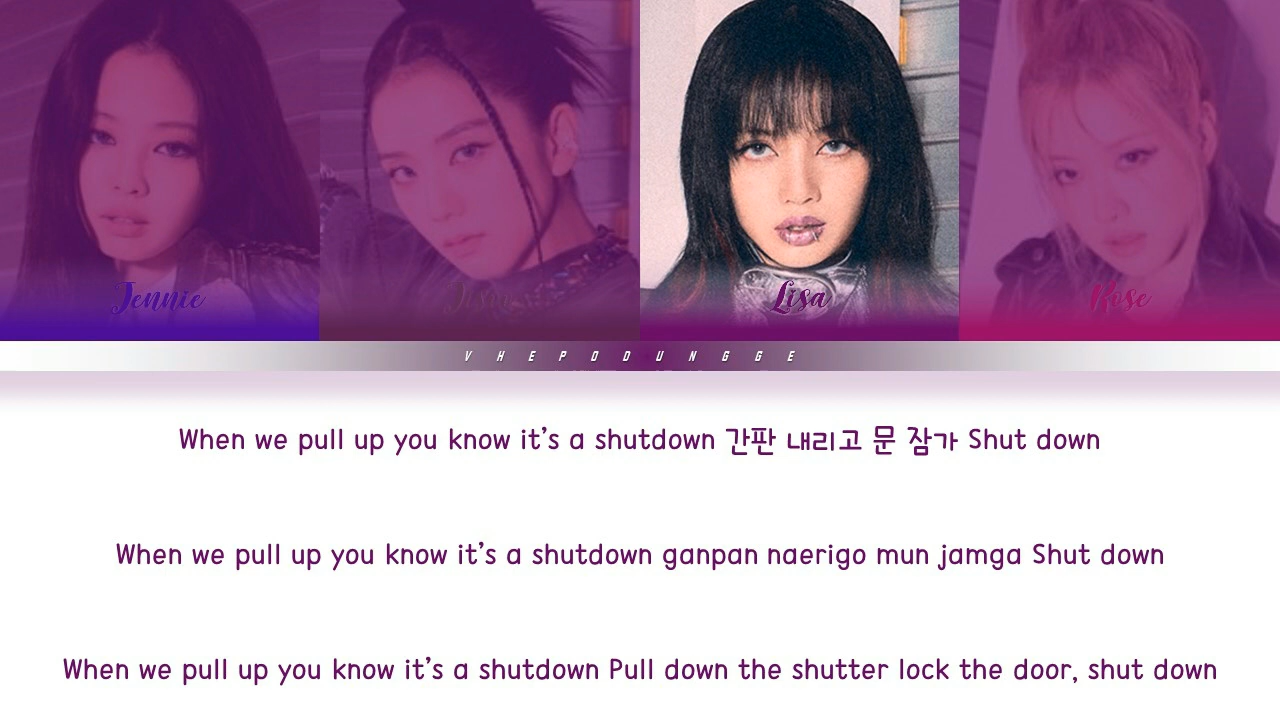 Jennie
Jisoo
Lisa
Rose
VHEPODUNGGE
When we pull up you know it's a shutdown 간판 내리고 문 잠가 Shut down
When we pull up you know it's a shutdown ganpan naerigo mun jamga Shut down
When we pull up you know it's a shutdown Pull down the shutter lock the door, shut down